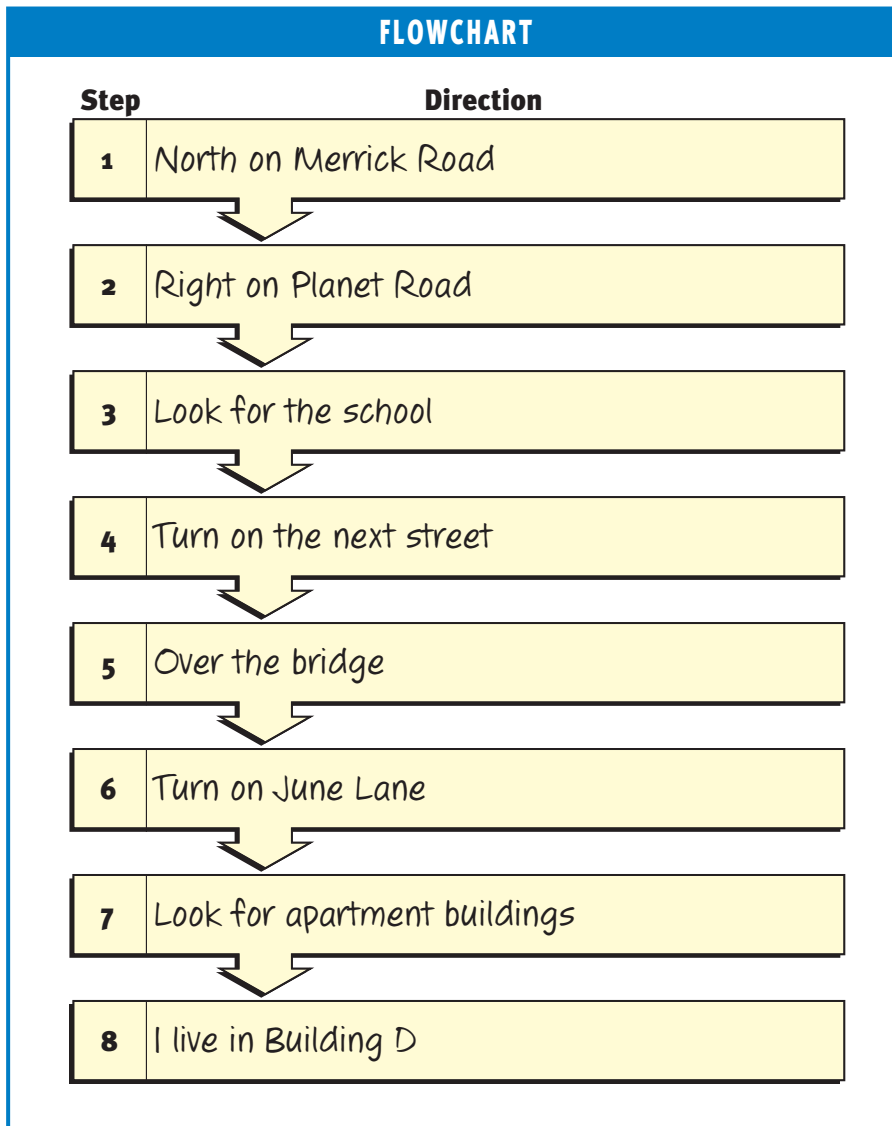 FLOWCHART
Step Direction
1 North on Merrick Road
2 Right on Planet Road
3 Look for the school
4 Turn on the next street
5 Over the bridge
6 Turn on June Lane
7 Look for apartment buildings
8 I live in Building D